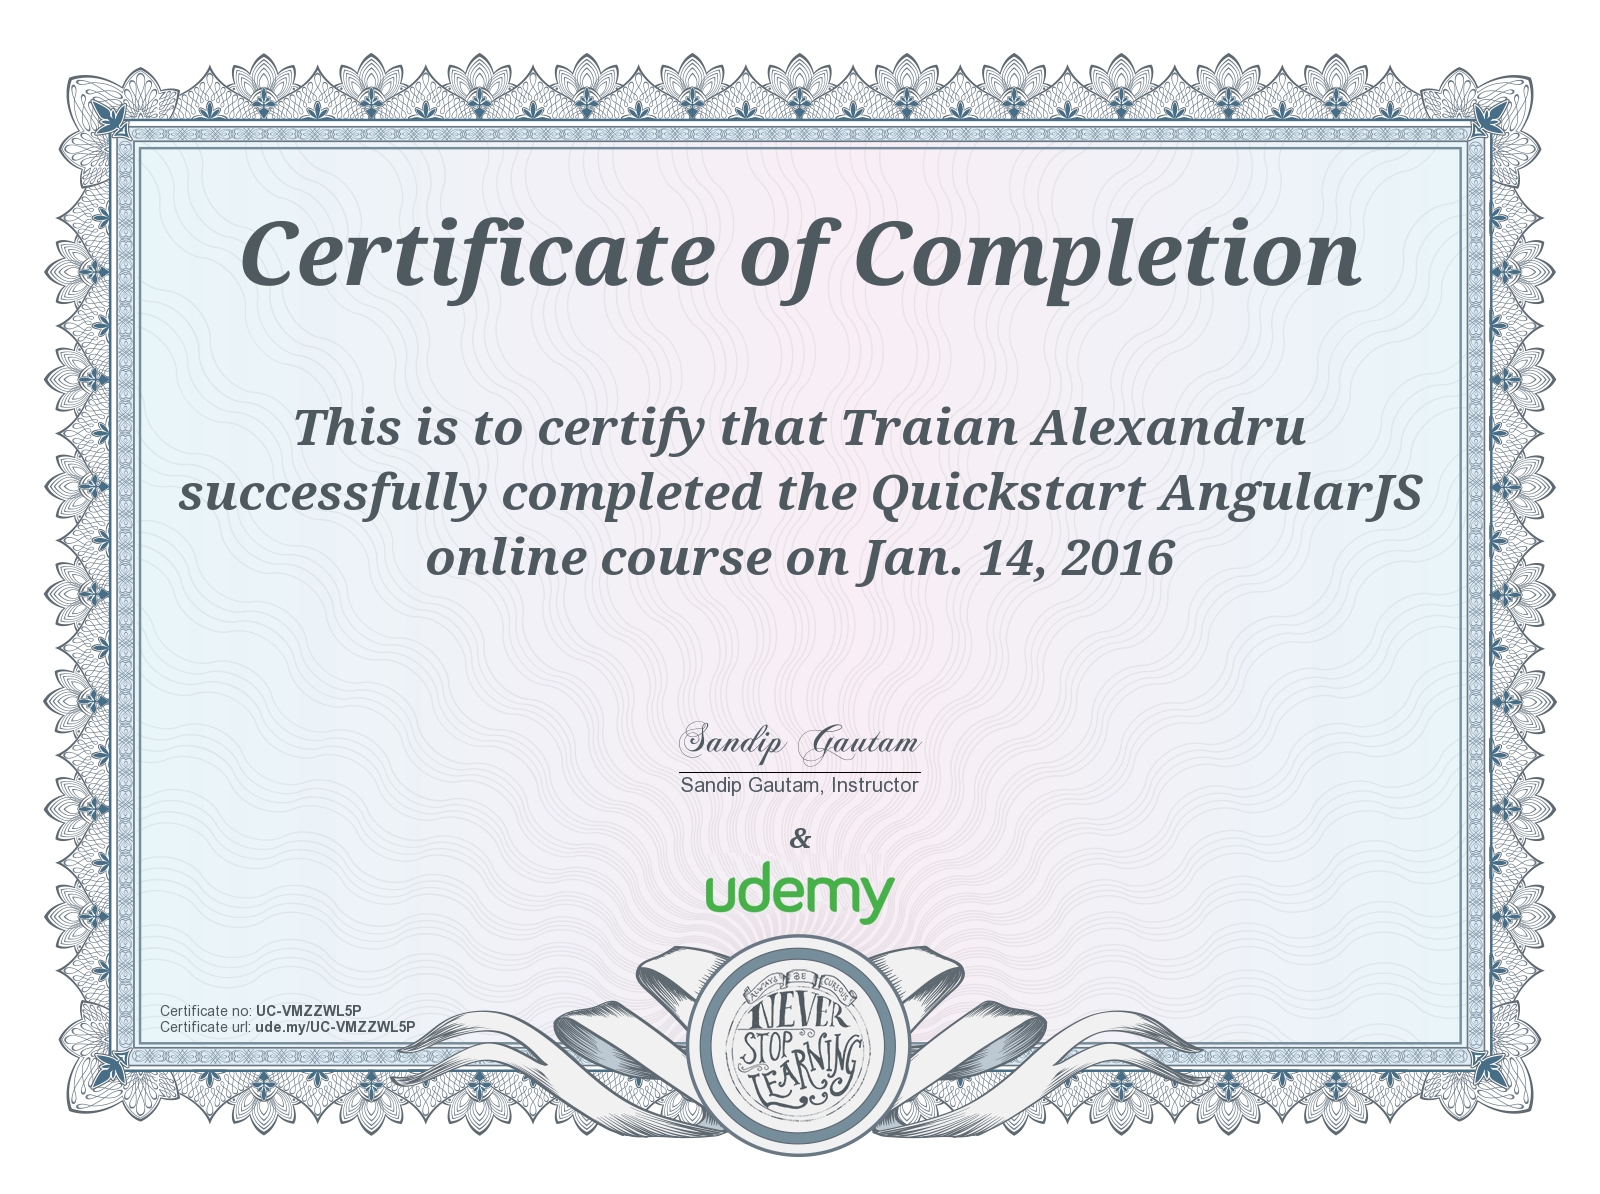 Certificate of Completion
This is to certify that Traian Alexandru
successfully completed the Quickstart AngularJS
online course on Jan. 14, 2016
Sandip Gautam
Sandip Gautam, Instructor
&
udemy
Certificate no: UC-VMZZWL5P
Certificate url: ude.my/UC-VMZZWL5P
ALWAYS BE CURIOUS
NEVER
STOP
LEARNING